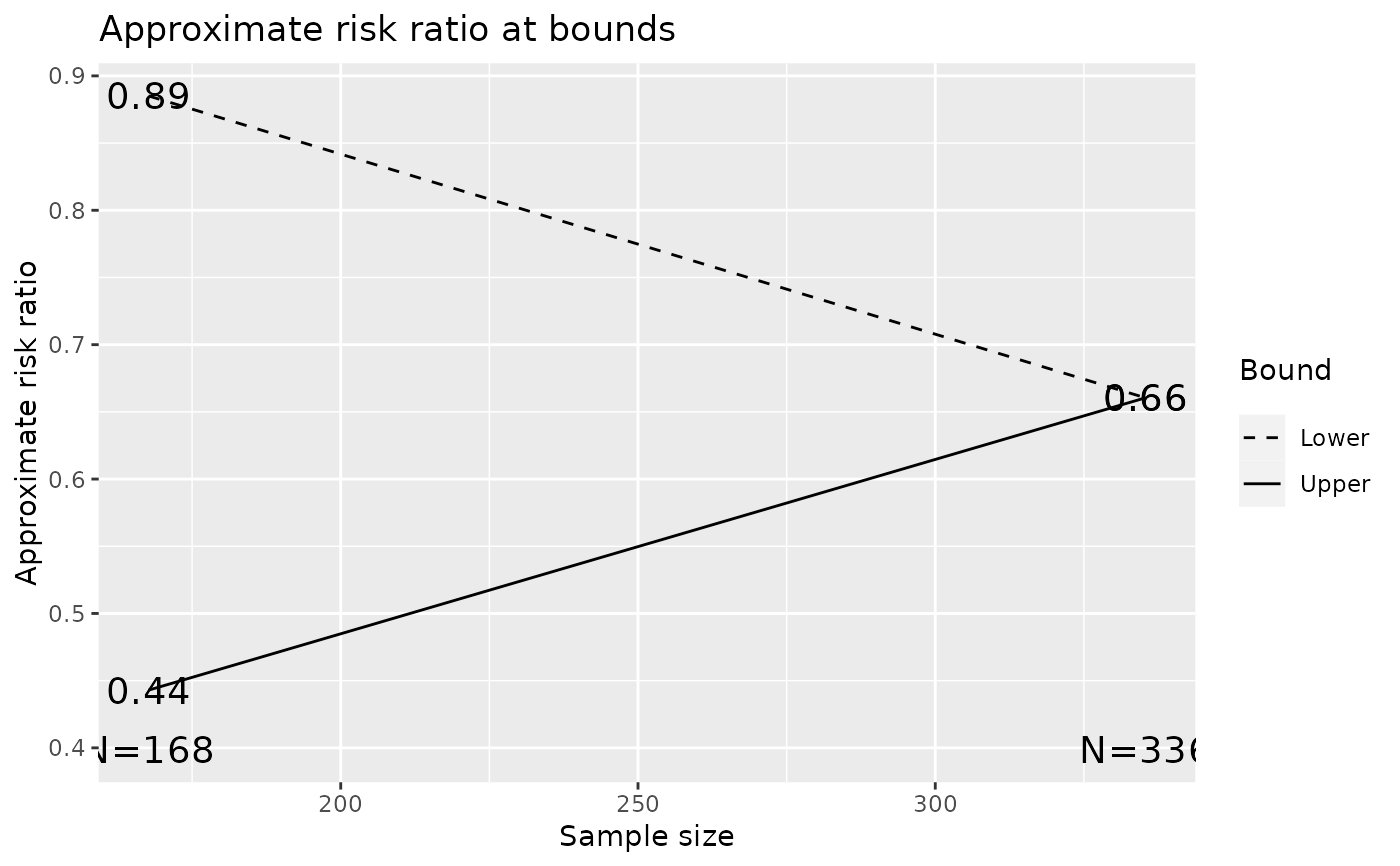 Approximate risk ratio at bounds
Approximate risk ratio
0.9
0.8
0.7
0.6
0.5
0.4
0.89
0.66
0.44
N=168
N=336
200
250
300
Sample size
Bound
Lower
Upper